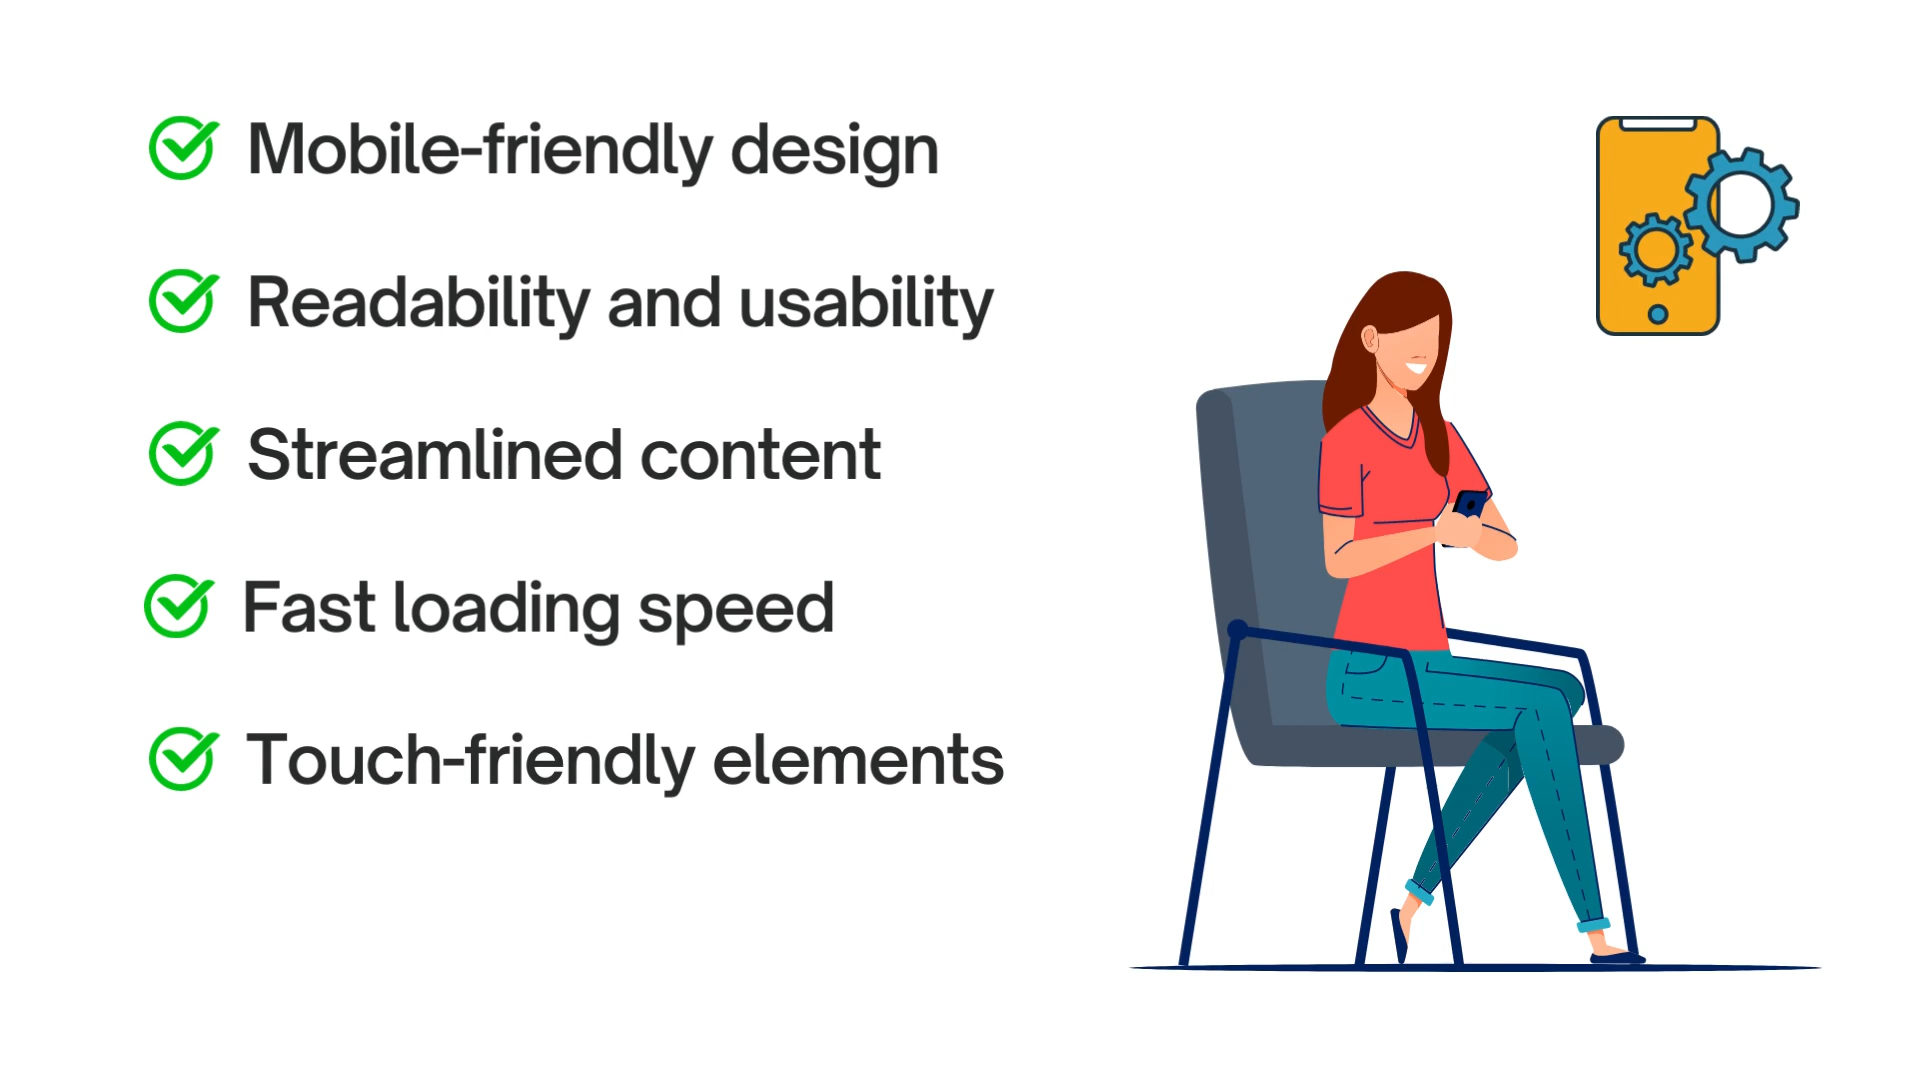 Mobile-friendly design
Readability and usability
Streamlined content
Fast loading speed
Touch-friendly elements